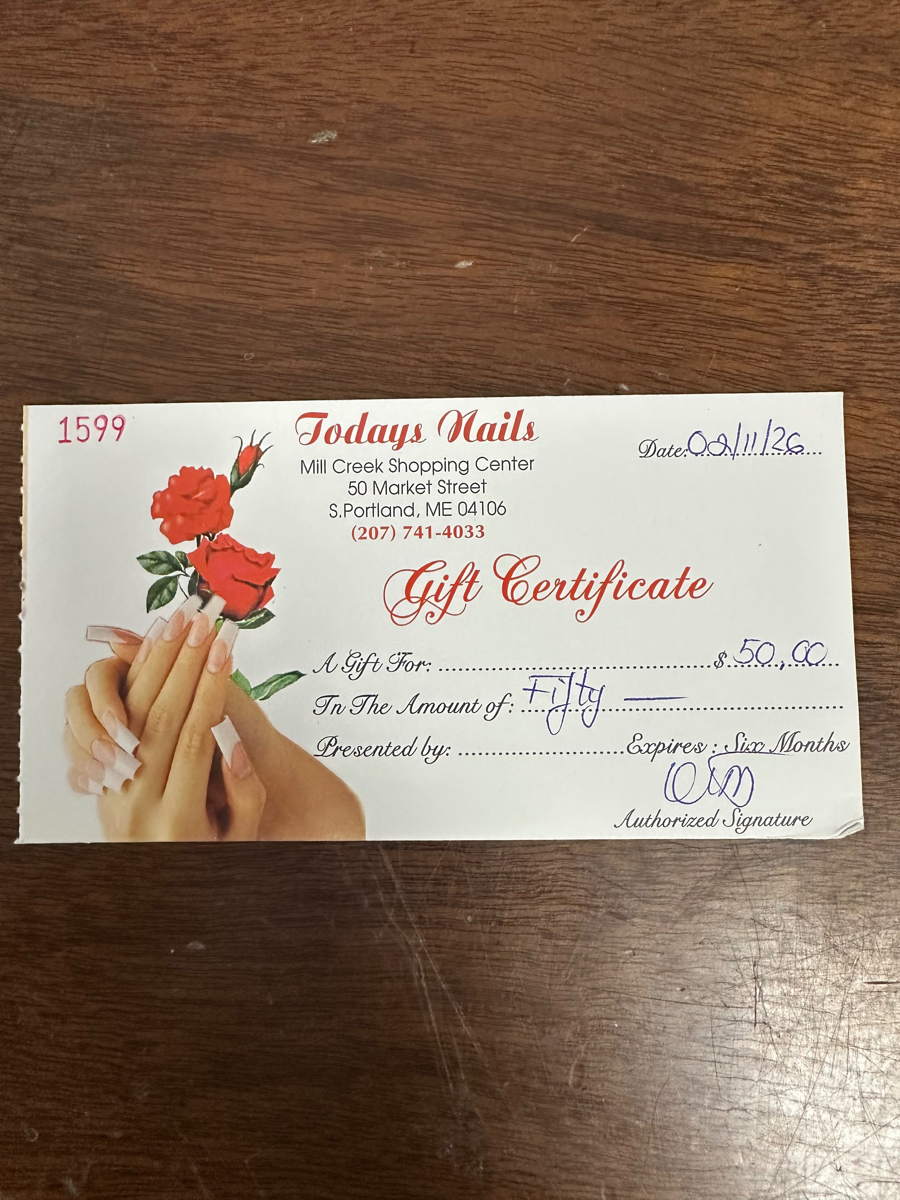 1599
Todays Nails
Mill Creek Shopping Center
50 Market Street
S.Portland, ME 04106
(207) 741-4033
Date: 02/11/26
Gift Certificate
A Gift For: $ 50,00
In The Amount of: Fifty —
Presented by: Expires : Six Months
Authorized Signature